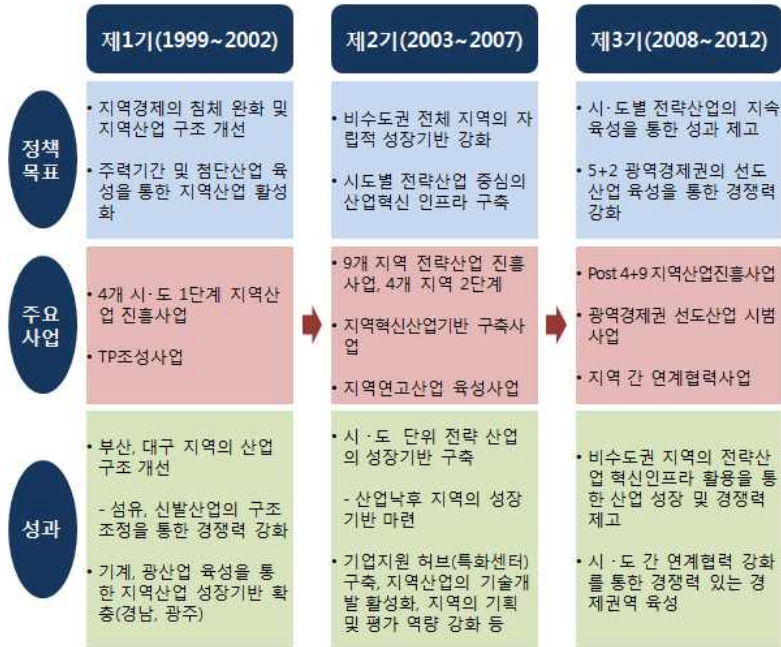 제1기(1999~2002)
제2기(2003~2007)
제3기(2008~2012)
정책
목표
• 지역경제의 침체 완화 및
지역산업 구조 개선
• 주력기간 및 첨단산업 육
성을 통한 지역산업 활성
화
• 비수도권 전체 지역의 자
립적 성장기반 강화
• 시도별 전략산업 중심의
산업혁신 인프라 구축
• 시·도별 전략산업의 지속
육성을 통한 성과 제고
• 5+2 광역경제권의 선도
산업 육성을 통한 경쟁력
강화
주요
사업
• 4개 시·도 1단계 지역산
업 진흥사업
• TP조성사업
• 9개 지역 전략산업 진흥
사업, 4개 지역 2단계
• 지역혁신산업기반 구축사
업
• 지역연고산업 육성사업
• Post 4+9 지역산업진흥사업
• 광역경제권 선도산업 시범
사업
• 지역 간 연계협력사업
성과
• 부산, 대구 지역의 산업
구조 개선
- 섬유, 신발산업의 구조
조정을 통한 경쟁력 강화
• 기계, 광산업 육성을 통
한 지역산업 성장기반 확
충(경남, 광주)
• 시·도 단위 전략 산업
의 성장기반 구축
- 산업낙후 지역의 성장
기반 마련
• 기업지원 허브(특화센터)
구축, 지역산업의 기술개
발 활성화, 지역의 기획
및 평가 역량 강화 등
• 비수도권 지역의 전략산
업 혁신인프라 활용을 통
한 산업 성장 및 경쟁력
제고
• 시·도 간 연계협력 강화
를 통한 경쟁력 있는 경
제권역 육성